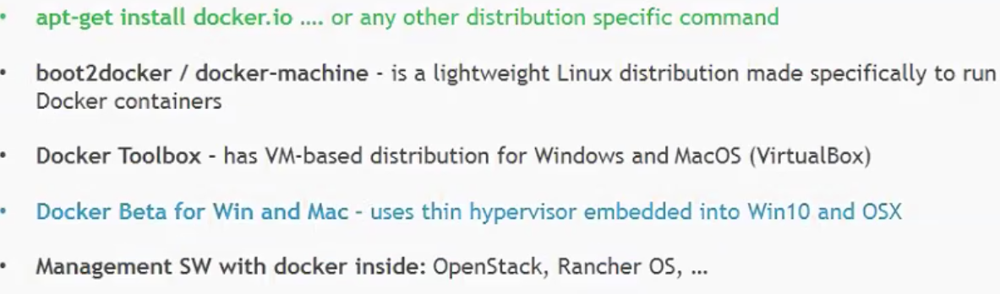 • apt-get install docker.io .... or any other distribution specific command
• boot2docker / docker-machine - is a lightweight Linux distribution made specifically to run
Docker containers
• Docker Toolbox - has VM-based distribution for Windows and MacOS (VirtualBox)
• Docker Beta for Win and Mac - uses thin hypervisor embedded into Win10 and OSX
• Management SW with docker inside: OpenStack, Rancher OS, ...